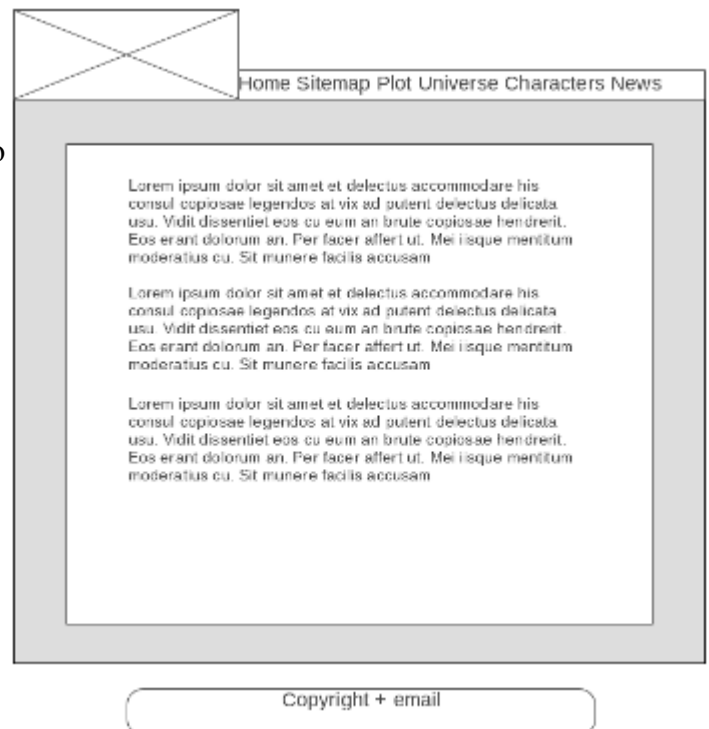 Home Sitemap Plot Universe Characters News
Lorem ipsum dolor sit amet et delectus accommodare his
consul copiosae legendos at vix ad putent delectus delicata
usu. Vidit dissentiet eos cu eum an brute copiosae hendrerit.
Eos erant dolorum an. Per facer affert ut. Mei iisque mentitum
moderatius cu. Sit munere facilis accusam
Lorem ipsum dolor sit amet et delectus accommodare his
consul copiosae legendos at vix ad putent delectus delicata
usu. Vidit dissentiet eos cu eum an brute copiosae hendrerit.
Eos erant dolorum an. Per facer affert ut. Mei iisque mentitum
moderatius cu. Sit munere facilis accusam
Lorem ipsum dolor sit amet et delectus accommodare his
consul copiosae legendos at vix ad putent delectus delicata
usu. Vidit dissentiet eos cu eum an brute copiosae hendrerit.
Eos erant dolorum an. Per facer affert ut. Mei iisque mentitum
moderatius cu. Sit munere facilis accusam
Copyright + email